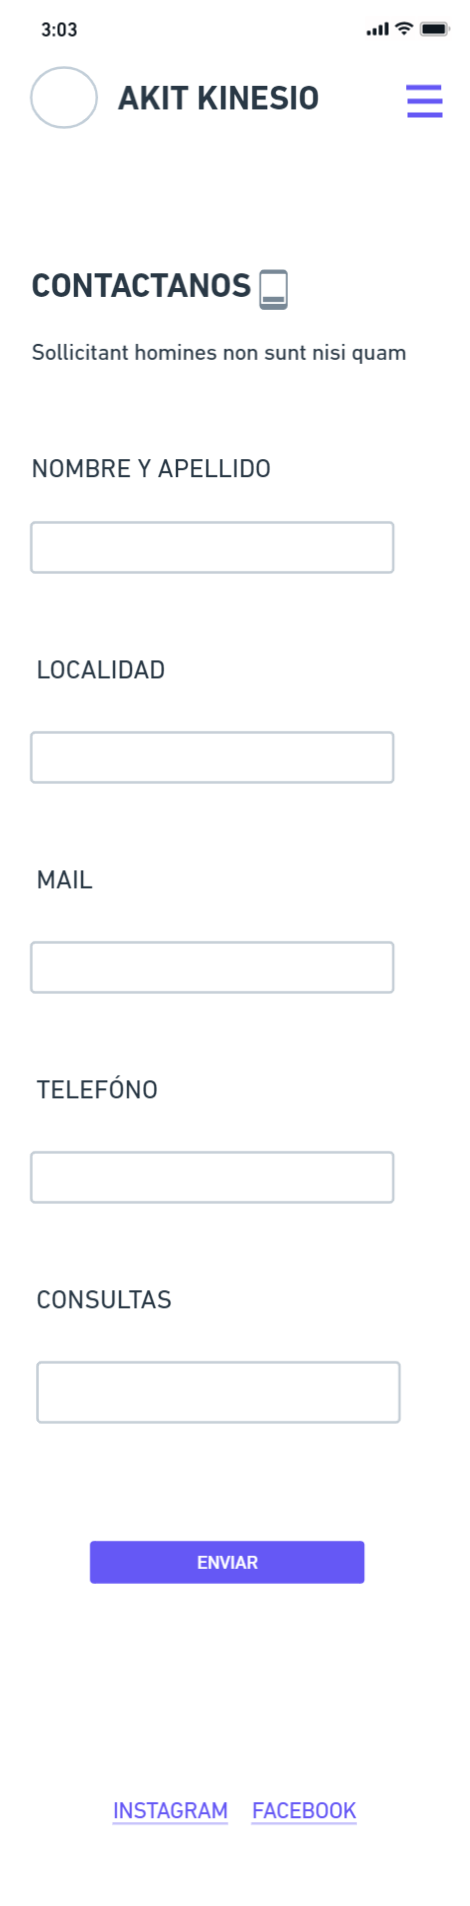 3:03
AKIT KINESIO
CONTACTANOS
Sollicitant homines non sunt nisi quam
NOMBRE Y APELLIDO
LOCALIDAD
MAIL
TELEFÓNO
CONSULTAS
ENVIAR
INSTAGRAM FACEBOOK